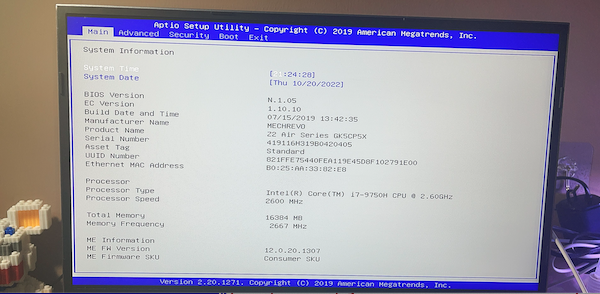 Aptio Setup Utility – Copyright (C) 2019 American Megatrends, Inc.
Main Advanced Security Boot Exit
System Information
System Time [ :24:28]
System Date [Thu 10/20/2022]
BIOS Version N.1.05
EC Version 1.10.10
Build Date and Time 07/15/2019 13:42:35
Manufacturer Name MECHREVO
Product Name Z2 Air Series GK5CP5X
Serial Number 419116H319B0420405
Asset Tag Standard
UUID Number 821FFE75440FEA119E45D8F102791E00
Ethernet MAC Address B0:25:AA:33:82:E8
Processor
Processor Type Intel(R) Core(TM) i7-9750H CPU @ 2.60GHz
Processor Speed 2600 MHz
Total Memory 16384 MB
Memory Frequency 2667 MHz
ME Information
ME FW Version 12.0.20.1307
ME Firmware SKU Consumer SKU
Version 2.20.1271. Copyright (C) 2019 American Megatrends, Inc.